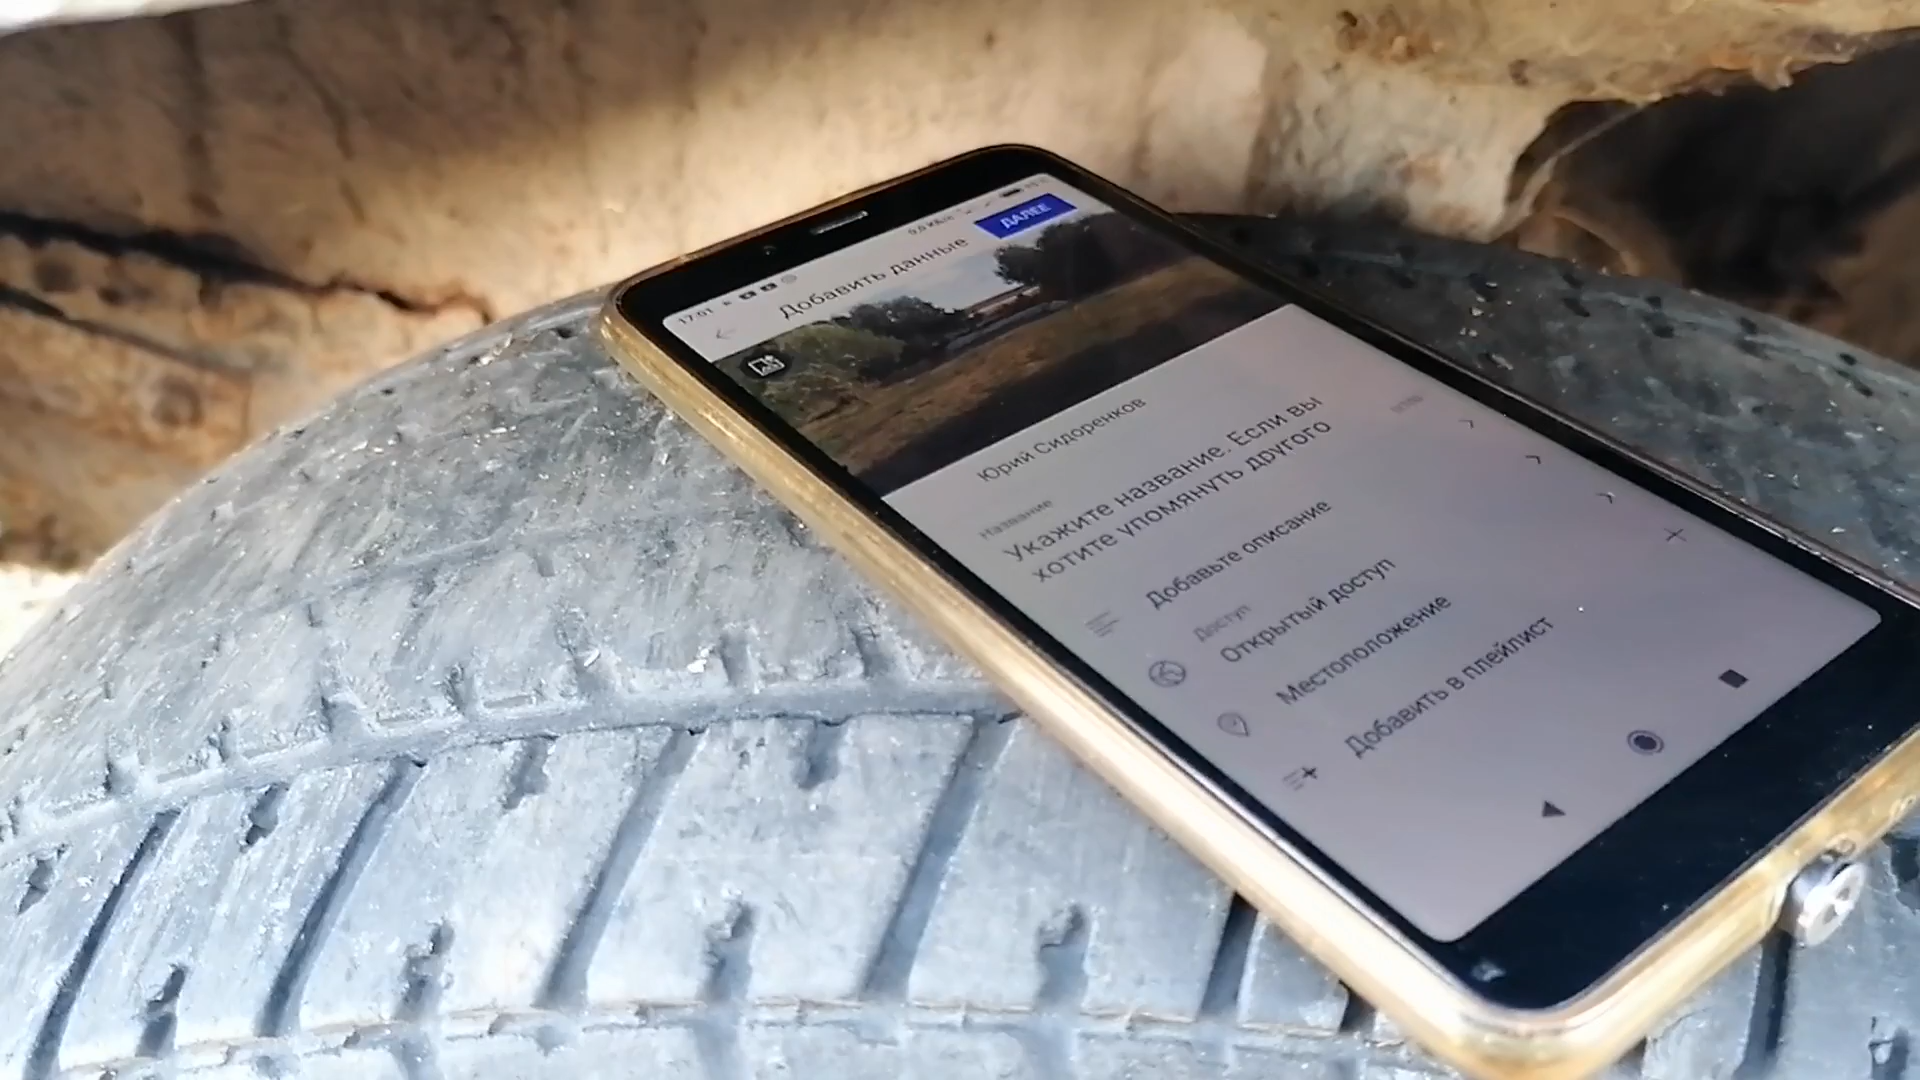 17:01
Добавить данные
ДАЛЕЕ
Юрий Сидоренков
Название
Укажите название. Если вы
хотите упомянуть другого
Добавьте описание
Доступ
Открытый доступ
Местоположение
Добавить в плейлист